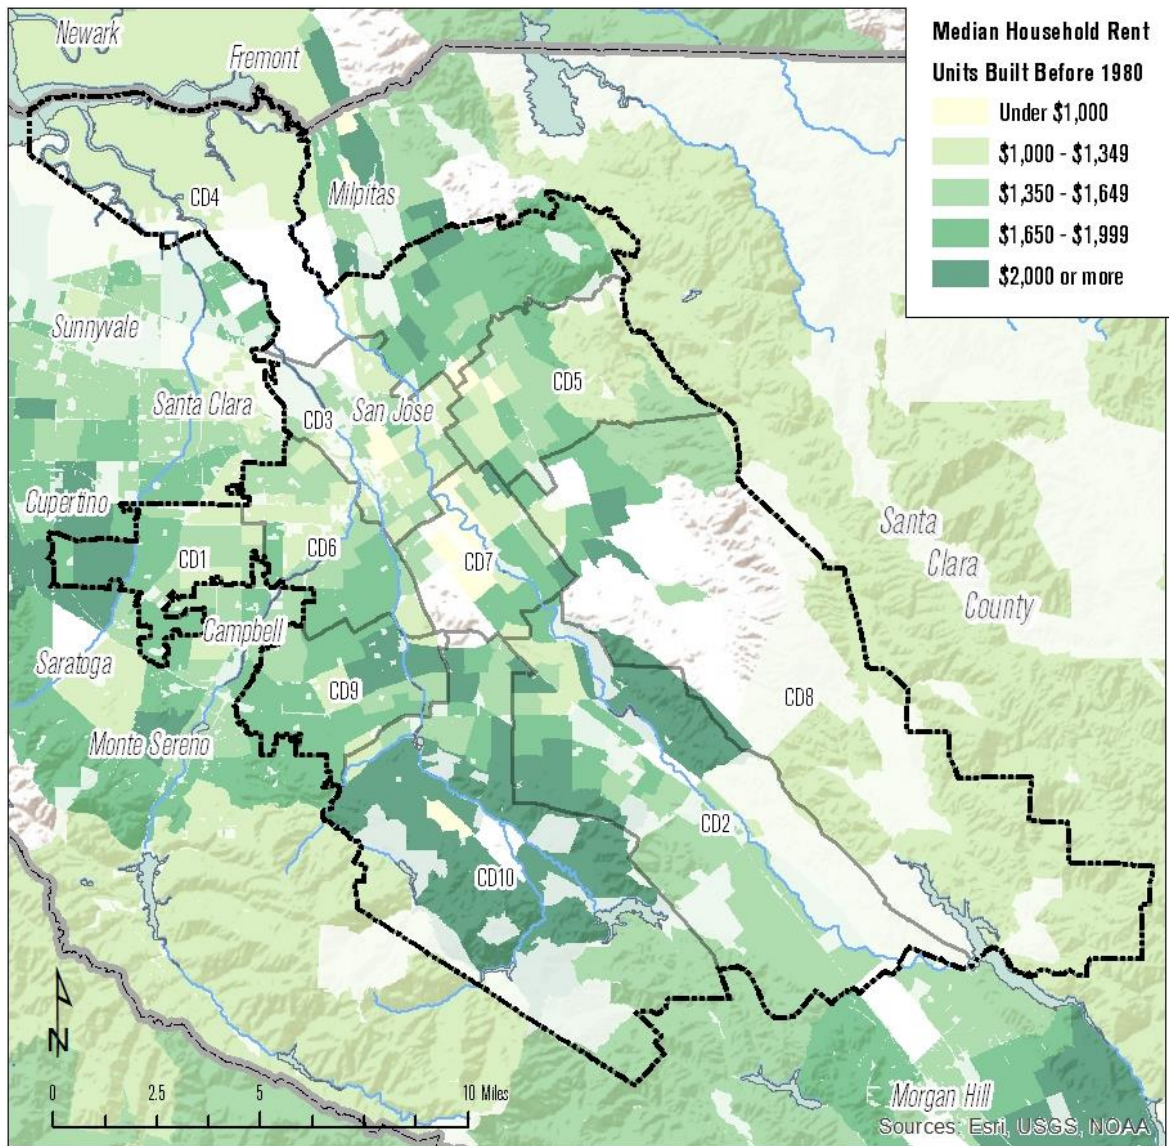 Median Household Rent
Units Built Before 1980
Under $1,000
$1,000 - $1,349
$1,350 - $1,649
$1,650 - $1,999
$2,000 or more
Newark
Fremont
CD4
Milpitas
Sunnyvale
CD5
Santa Clara
CD3
San Jose
Cupertino
Santa
Clara
County
CD1
CD6
CD7
Campbell
Saratoga
CD9
CD8
Monte Sereno
CD2
CD10
N
0 2.5 5 10 Miles
Morgan Hill
Sources: Esri, USGS, NOAA